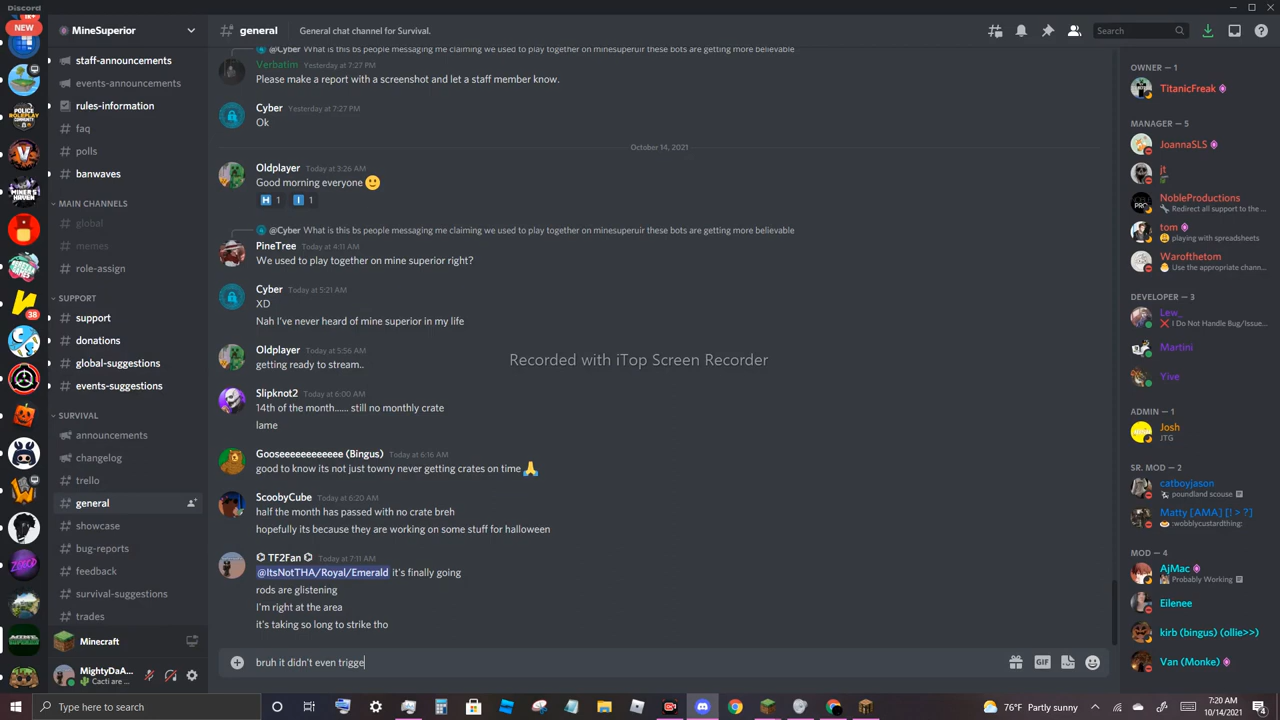 Discord
NEW
MineSuperior
general
General chat channel for Survival.
Search
staff-announcements
events-announcements
rules-information
faq
polls
banwaves
MAIN CHANNELS
global
memes
role-assign
SUPPORT
support
donations
global-suggestions
events-suggestions
SURVIVAL
announcements
changelog
trello
general
showcase
bug-reports
feedback
survival-suggestions
trades
Minecraft
MightyDaA...
Cacti are ...
38
@Cyber What is this bs people messaging me claiming we used to play together on minesuperuir these bots are getting more believable
Verbatim Yesterday at 7:27 PM
Please make a report with a screenshot and let a staff member know.
Cyber Yesterday at 7:27 PM
Ok
October 14, 2021
Oldplayer Today at 3:26 AM
Good morning everyone 🙂
H 1 I 1
@Cyber What is this bs people messaging me claiming we used to play together on minesuperuir these bots are getting more believable
PineTree Today at 4:11 AM
We used to play together on mine superior right?
Cyber Today at 5:21 AM
XD
Nah I've never heard of mine superior in my life
Oldplayer Today at 5:56 AM
getting ready to stream..
Recorded with iTop Screen Recorder
Slipknot2 Today at 6:00 AM
14th of the month...... still no monthly crate
lame
Gooseeeeeeeeeee (Bingus) Today at 6:16 AM
good to know its not just towny never getting crates on time 🙏
ScoobyCube Today at 6:20 AM
half the month has passed with no crate breh
hopefully its because they are working on some stuff for halloween
⌬ TF2Fan ⌬ Today at 7:11 AM
@ItsNotTHA/Royal/Emerald it's finally going
rods are glistening
I'm right at the area
it's taking so long to strike tho
bruh it didn't even trigge
GIF
OWNER — 1
TitanicFreak
MANAGER — 5
JoannaSLS
jt
NobleProductions
Redirect all support to the ...
tom
playing with spreadsheets
Warofthetom
Use the appropriate chann...
DEVELOPER — 3
Lew_
I Do Not Handle Bug/Issue...
Martini
Yive
ADMIN — 1
Josh
JTG
SR. MOD — 2
catboyjason
poundland scouse
Matty [AMA] [! > ?]
:wobblycustardthing:
MOD — 4
AjMac
Probably Working
Eilenee
kirb (bingus) (ollie>>)
Van (Monke)
Type here to search
76°F Partly sunny
7:20 AM
10/14/2021